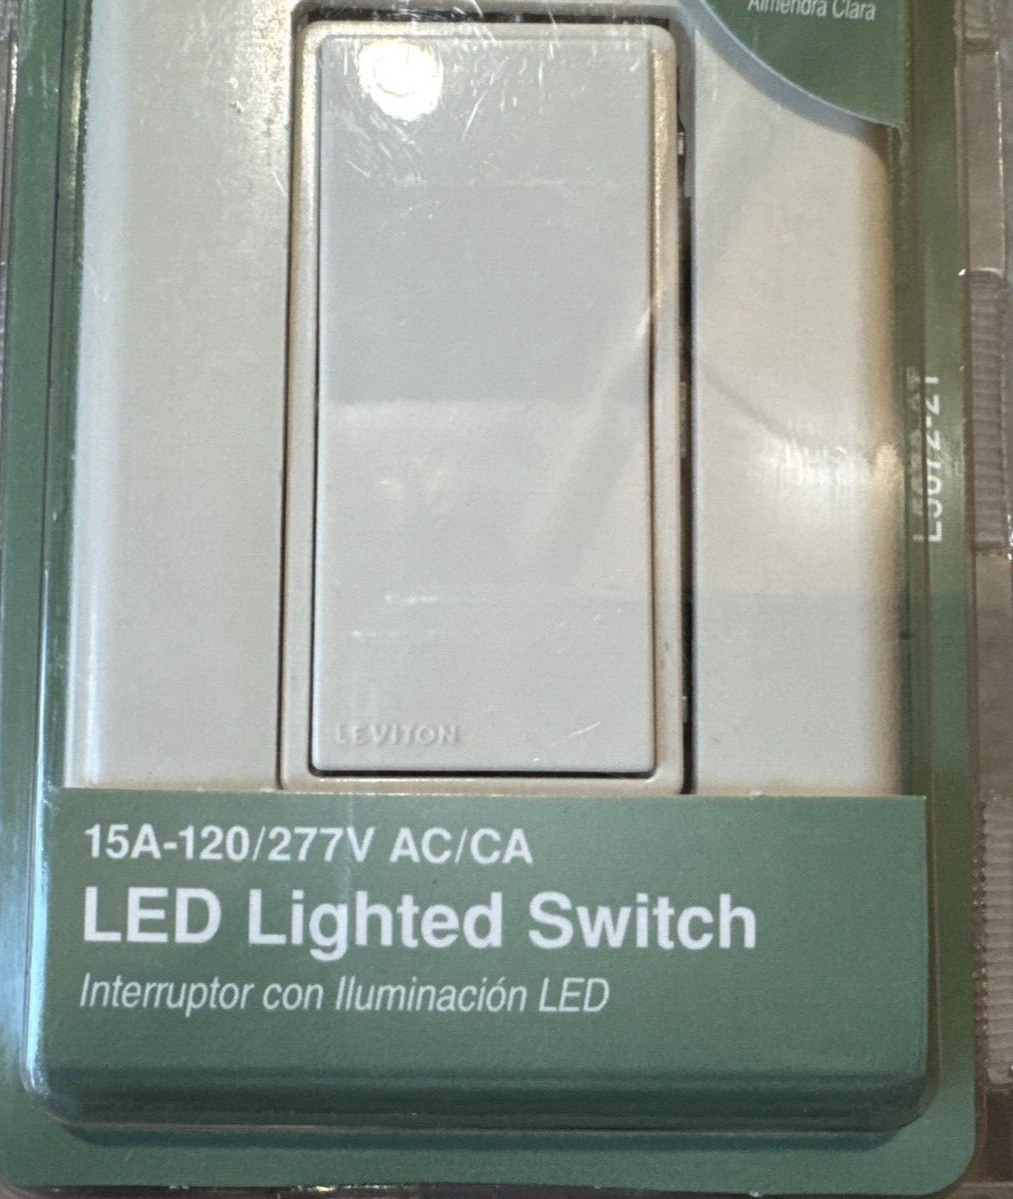 Almendra Clara
LEVITON
15A-120/277V AC/CA
LED Lighted Switch
Interruptor con Iluminación LED